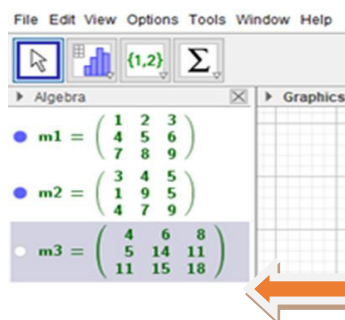 File Edit View Options Tools Window Help
{1,2} Σ
Algebra
Graphics
1 2 3
m1 = ( 4 5 6 )
7 8 9
3 4 5
m2 = ( 1 9 5 )
4 7 9
4 6 8
m3 = ( 5 14 11 )
11 15 18